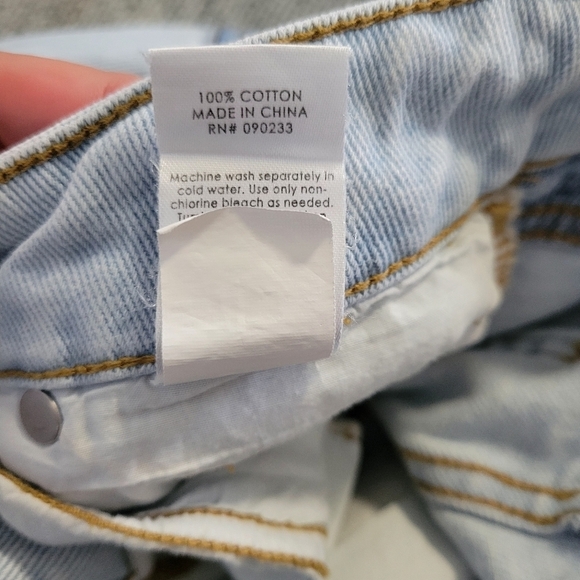 100% COTTON
MADE IN CHINA
RN# 090233
Machine wash separately in
cold water. Use only non-
chlorine bleach as needed.